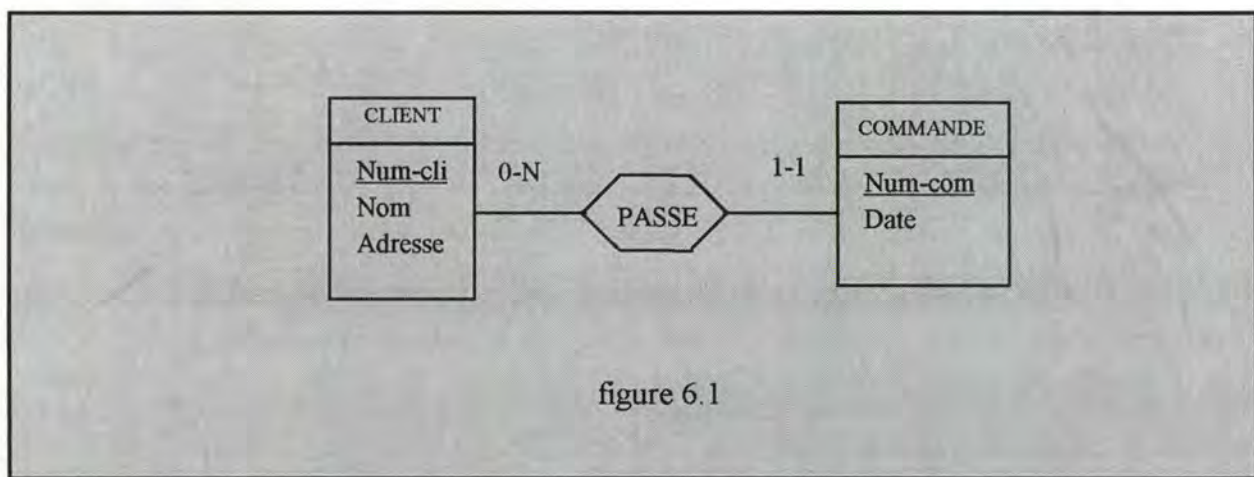 CLIENT
Num-cli
Nom
Adresse
0-N
PASSE
1-1
COMMANDE
Num-com
Date
figure 6.1